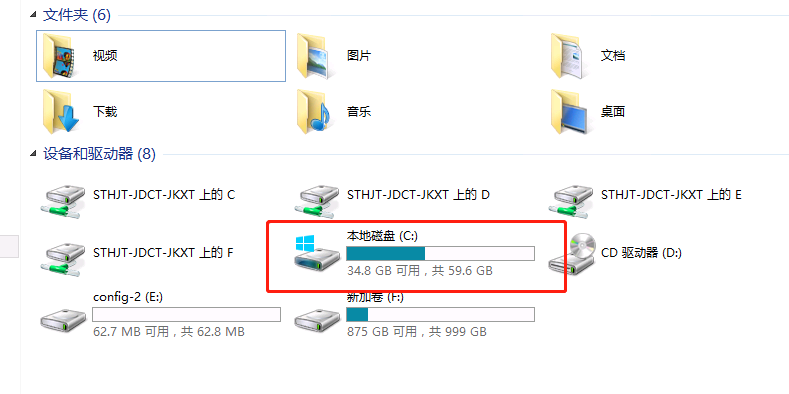 文件夹 (6)
视频
图片
文档
下载
音乐
桌面
设备和驱动器 (8)
STHJT-JDCT-JKXT 上的 C
STHJT-JDCT-JKXT 上的 D
STHJT-JDCT-JKXT 上的 E
STHJT-JDCT-JKXT 上的 F
本地磁盘 (C:)
34.8 GB 可用，共 59.6 GB
CD 驱动器 (D:)
config-2 (E:)
62.7 MB 可用，共 62.8 MB
新加卷 (F:)
875 GB 可用，共 999 GB